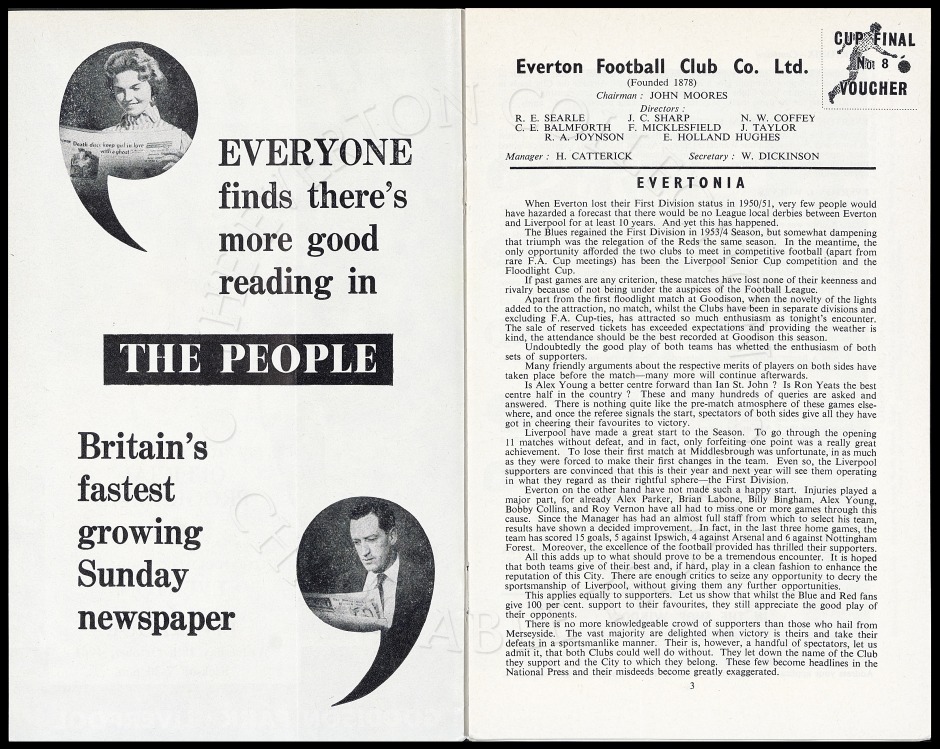 Death discs keep girl in love
with a ghost
EVERYONE
finds there's
more good
reading in
THE PEOPLE
Britain's
fastest
growing
Sunday
newspaper
CUP FINAL
No. 8
VOUCHER
Everton Football Club Co. Ltd.
(Founded 1878)
Chairman : JOHN MOORES
Directors :
R. E. SEARLE J. C. SHARP N. W. COFFEY
C. E. BALMFORTH F. MICKLESFIELD J. TAYLOR
R. A. JOYNSON E. HOLLAND HUGHES
Manager : H. CATTERICK Secretary : W. DICKINSON
EVERTONIA
When Everton lost their First Division status in 1950/51, very few people would
have hazarded a forecast that there would be no League local derbies between Everton
and Liverpool for at least 10 years. And yet this has happened.
The Blues regained the First Division in 1953/4 Season, but somewhat dampening
that triumph was the relegation of the Reds the same season. In the meantime, the
only opportunity afforded the two clubs to meet in competitive football (apart from
rare F.A. Cup meetings) has been the Liverpool Senior Cup competition and the
Floodlight Cup.
If past games are any criterion, these matches have lost none of their keenness and
rivalry because of not being under the auspices of the Football League.
Apart from the first floodlight match at Goodison, when the novelty of the lights
added to the attraction, no match, whilst the Clubs have been in separate divisions and
excluding F.A. Cup-ties, has attracted so much enthusiasm as tonight's encounter.
The sale of reserved tickets has exceeded expectations and providing the weather is
kind, the attendance should be the best recorded at Goodison this season.
Undoubtedly the good play of both teams has whetted the enthusiasm of both
sets of supporters.
Many friendly arguments about the respective merits of players on both sides have
taken place before the match—many more will continue afterwards.
Is Alex Young a better centre forward than Ian St. John ? Is Ron Yeats the best
centre half in the country ? These and many hundreds of queries are asked and
answered. There is nothing quite like the pre-match atmosphere of these games else-
where, and once the referee signals the start, spectators of both sides give all they have
got in cheering their favourites to victory.
Liverpool have made a great start to the Season. To go through the opening
11 matches without defeat, and in fact, only forfeiting one point was a really great
achievement. To lose their first match at Middlesbrough was unfortunate, in as much
as they were forced to make their first changes in the team. Even so, the Liverpool
supporters are convinced that this is their year and next year will see them operating
in what they regard as their rightful sphere—the First Division.
Everton on the other hand have not made such a happy start. Injuries played a
major part, for already Alex Parker, Brian Labone, Billy Bingham, Alex Young,
Bobby Collins, and Roy Vernon have all had to miss one or more games through this
cause. Since the Manager has had an almost full staff from which to select his team,
results have shown a decided improvement. In fact, in the last three home games, the
team has scored 15 goals, 5 against Ipswich, 4 against Arsenal and 6 against Nottingham
Forest. Moreover, the excellence of the football provided has thrilled their supporters.
All this adds up to what should prove to be a tremendous encounter. It is hoped
that both teams give of their best and, if hard, play in a clean fashion to enhance the
reputation of this City. There are enough critics to seize any opportunity to decry the
sportsmanship of Liverpool, without giving them any further opportunities.
This applies equally to supporters. Let us show that whilst the Blue and Red fans
give 100 per cent. support to their favourites, they still appreciate the good play of
their opponents.
There is no more knowledgeable crowd of supporters than those who hail from
Merseyside. The vast majority are delighted when victory is theirs and take their
defeats in a sportsmanlike manner. Their is, however, a handful of spectators, let us
admit it, that both Clubs could well do without. They let down the name of the Club
they support and the City to which they belong. These few become headlines in the
National Press and their misdeeds become greatly exaggerated.
3